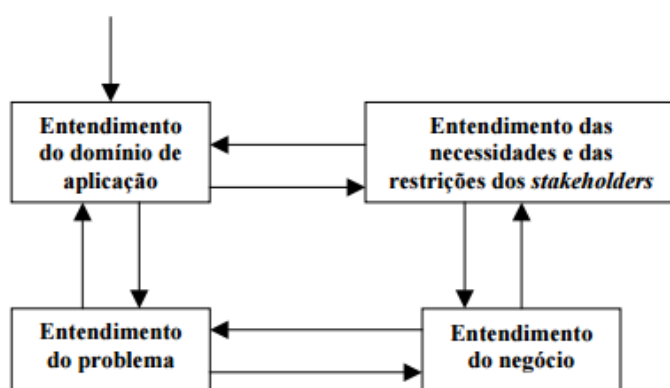 Entendimento
do domínio de
aplicação
Entendimento das
necessidades e das
restrições dos stakeholders
Entendimento
do problema
Entendimento
do negócio